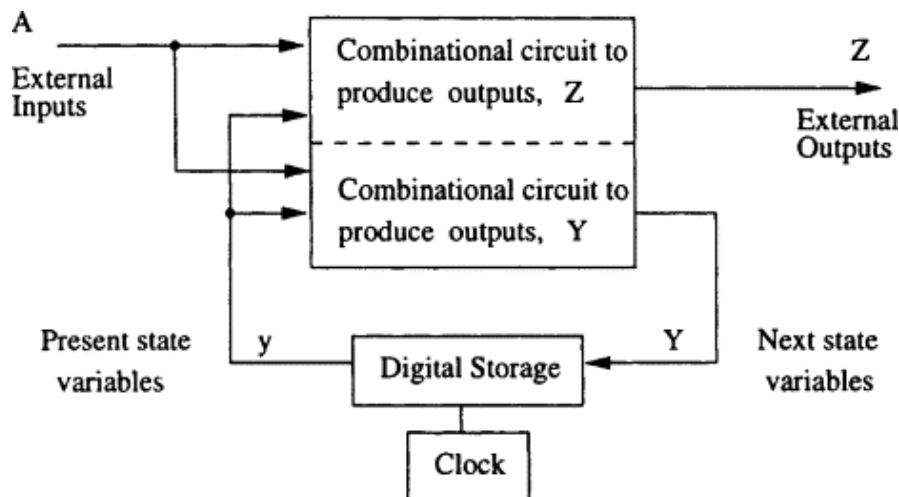 A
External
Inputs
Combinational circuit to
produce outputs, Z
Z
External
Outputs
Combinational circuit to
produce outputs, Y
Present state
variables
y
Digital Storage
Y
Next state
variables
Clock